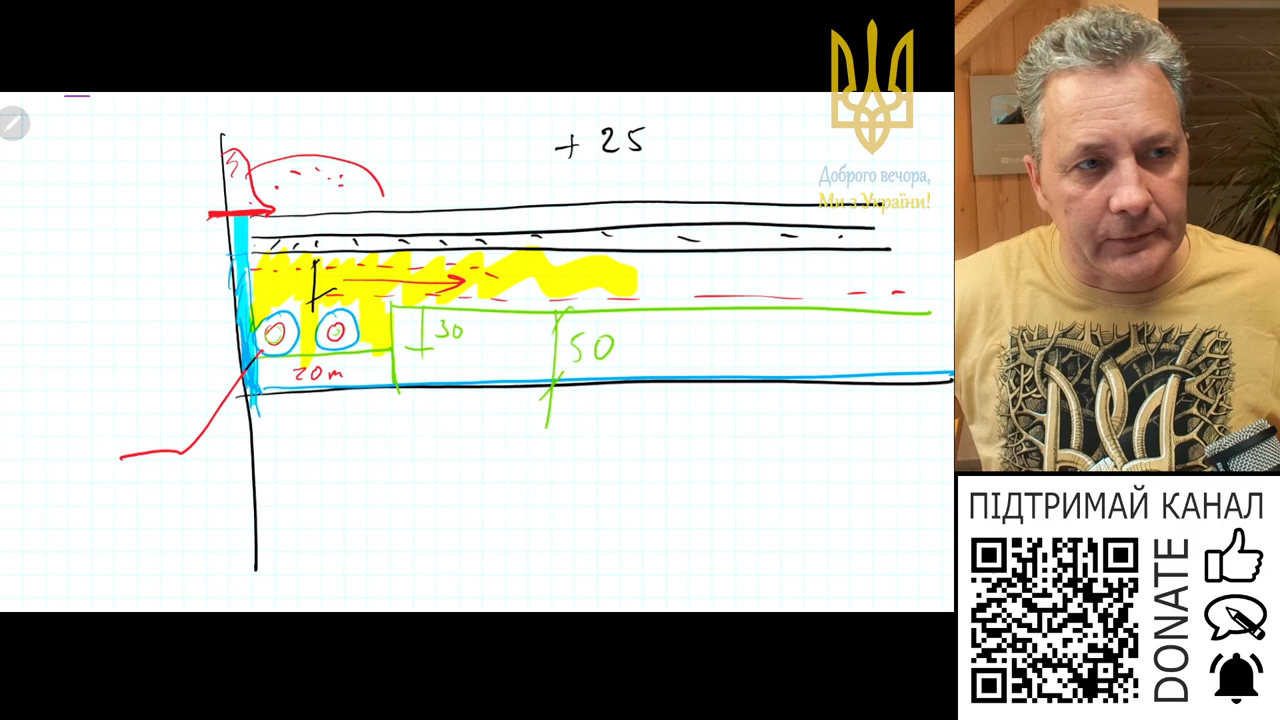 + 25
Доброго вечора,
Ми з України!
30
50
20m
ПІДТРИМАЙ КАНАЛ
DONATE